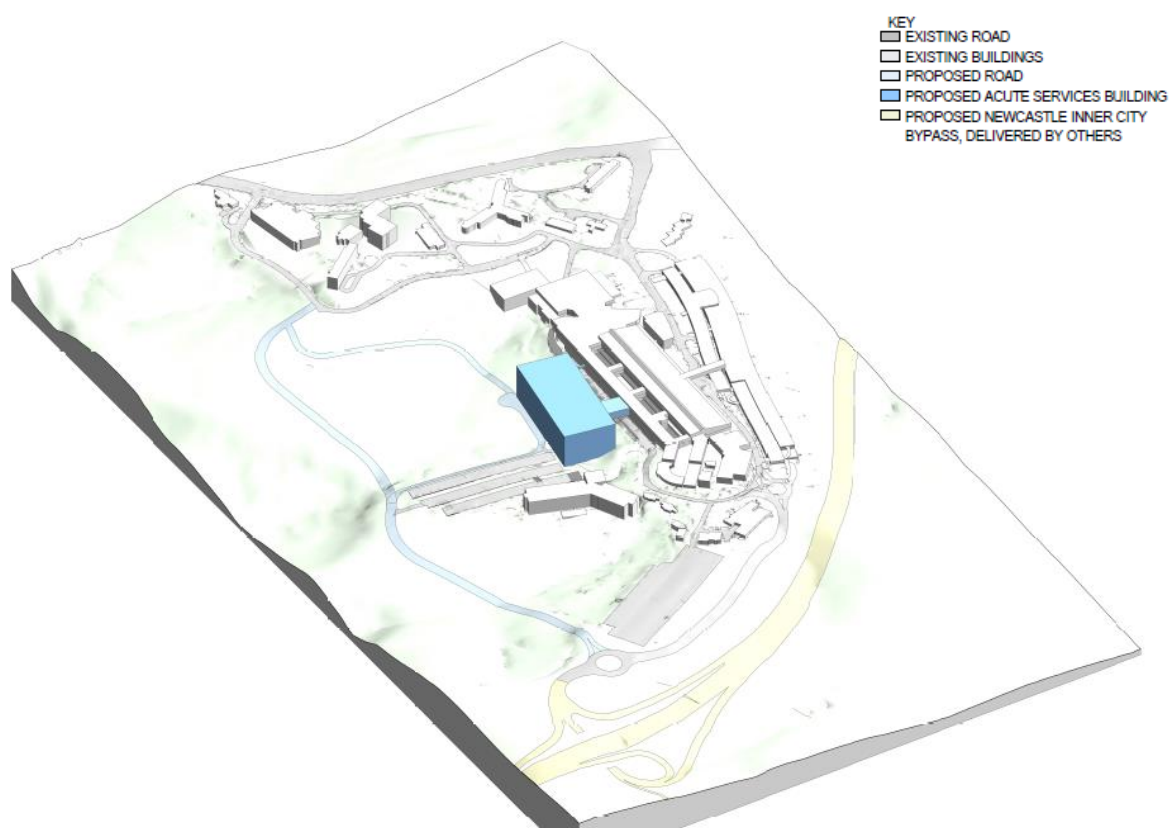 KEY
EXISTING ROAD
EXISTING BUILDINGS
PROPOSED ROAD
PROPOSED ACUTE SERVICES BUILDING
PROPOSED NEWCASTLE INNER CITY
BYPASS, DELIVERED BY OTHERS